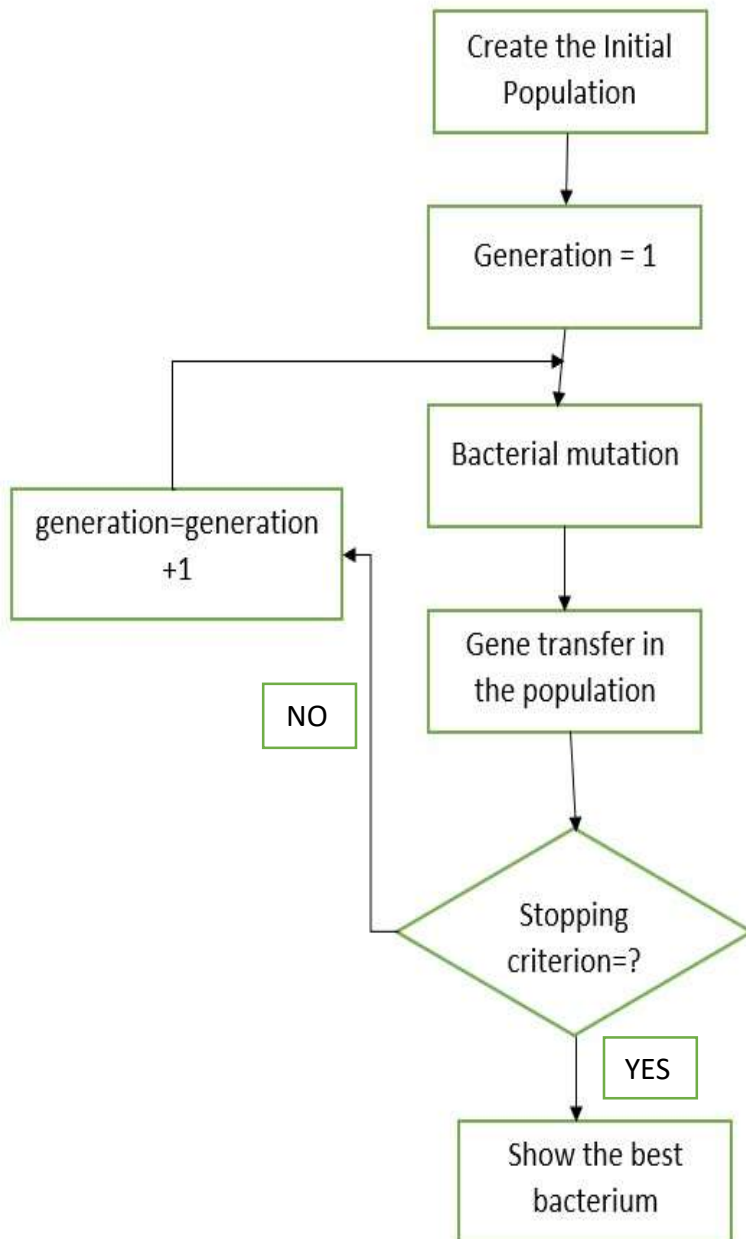 Create the Initial
Population
Generation = 1
Bacterial mutation
generation=generation
+1
Gene transfer in
the population
NO
Stopping
criterion=?
YES
Show the best
bacterium